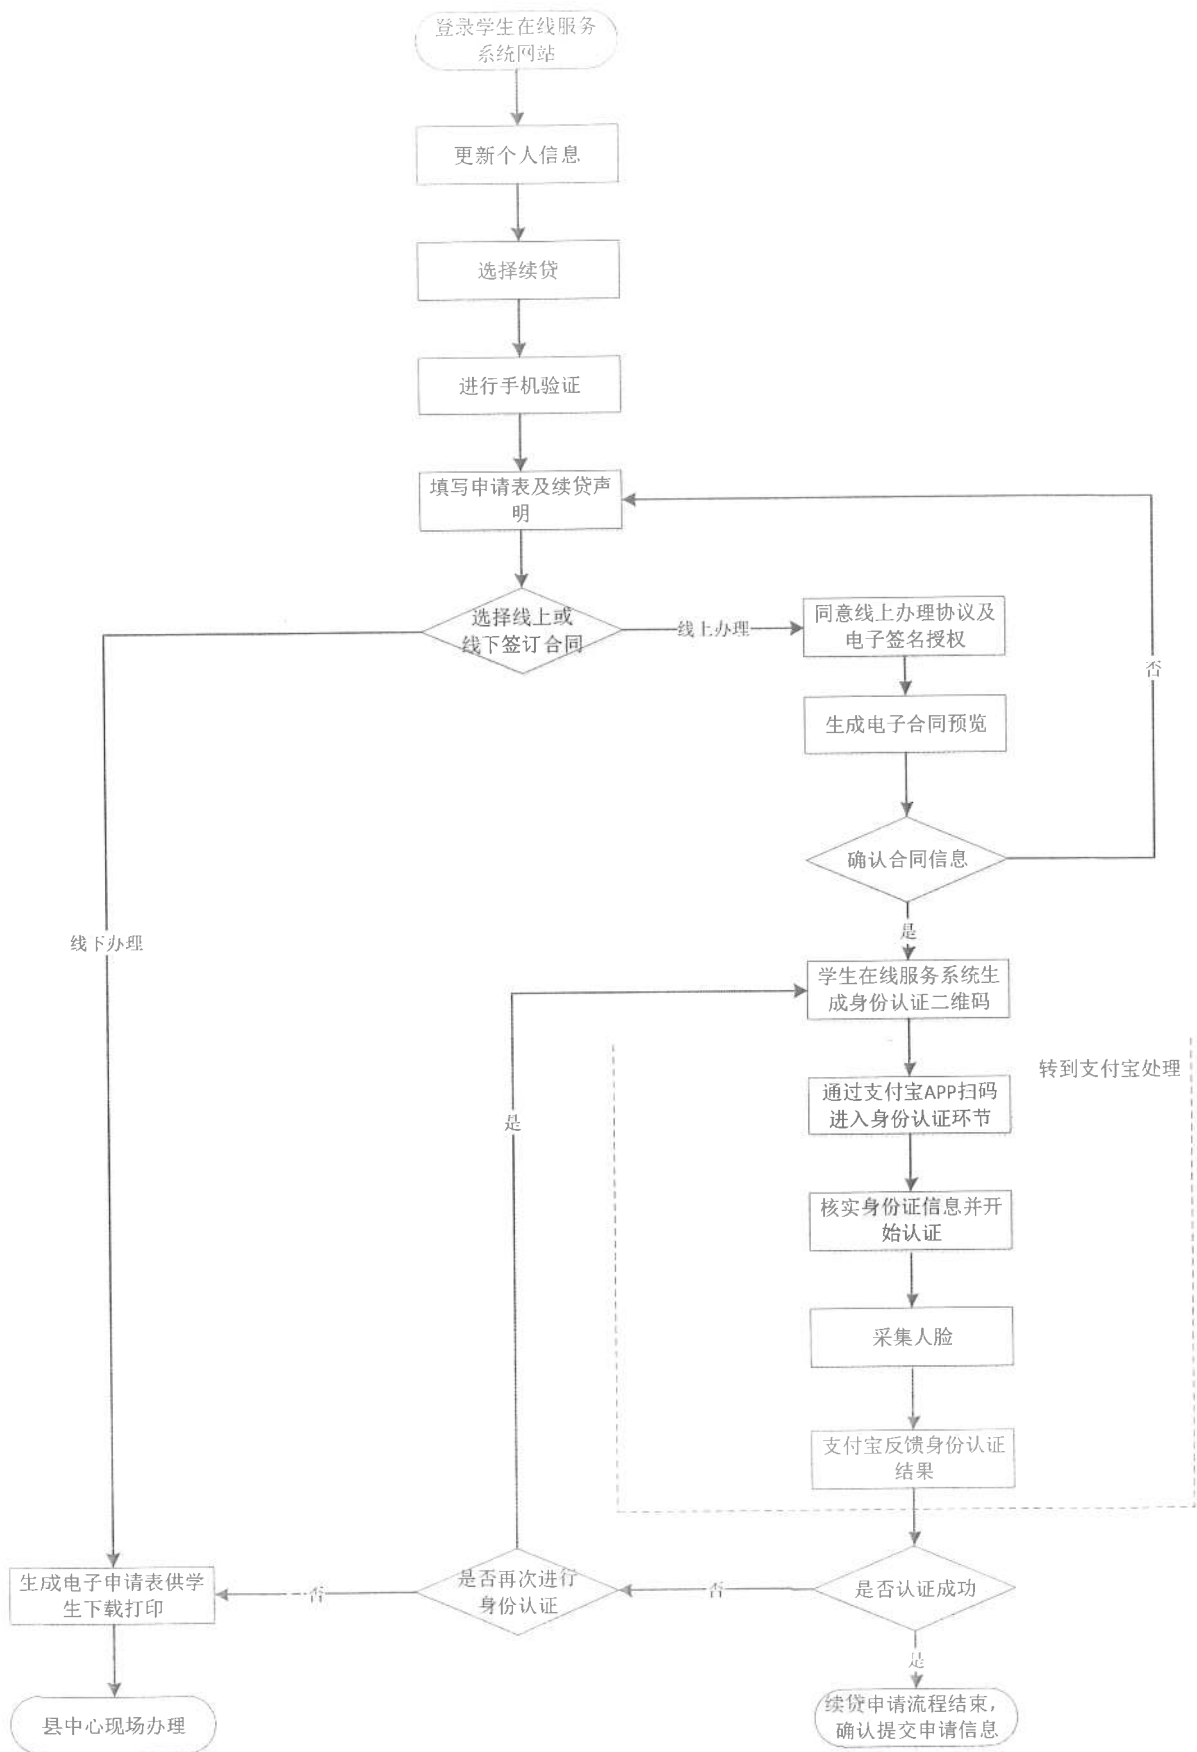 登录学生在线服务
系统网站
更新个人信息
选择续贷
进行手机验证
填写申请表及续贷声
明
选择线上或
线下签订合同
线上办理
同意线上办理协议及
电子签名授权
否
生成电子合同预览
确认合同信息
线下办理
是
学生在线服务系统生
成身份认证二维码
转到支付宝处理
通过支付宝APP扫码
进入身份认证环节
是
核实身份证信息并开
始认证
采集人脸
支付宝反馈身份认证
结果
生成电子申请表供学
生下载打印
否
是否再次进行
身份认证
否
是否认证成功
是
县中心现场办理
续贷申请流程结束，
确认提交申请信息